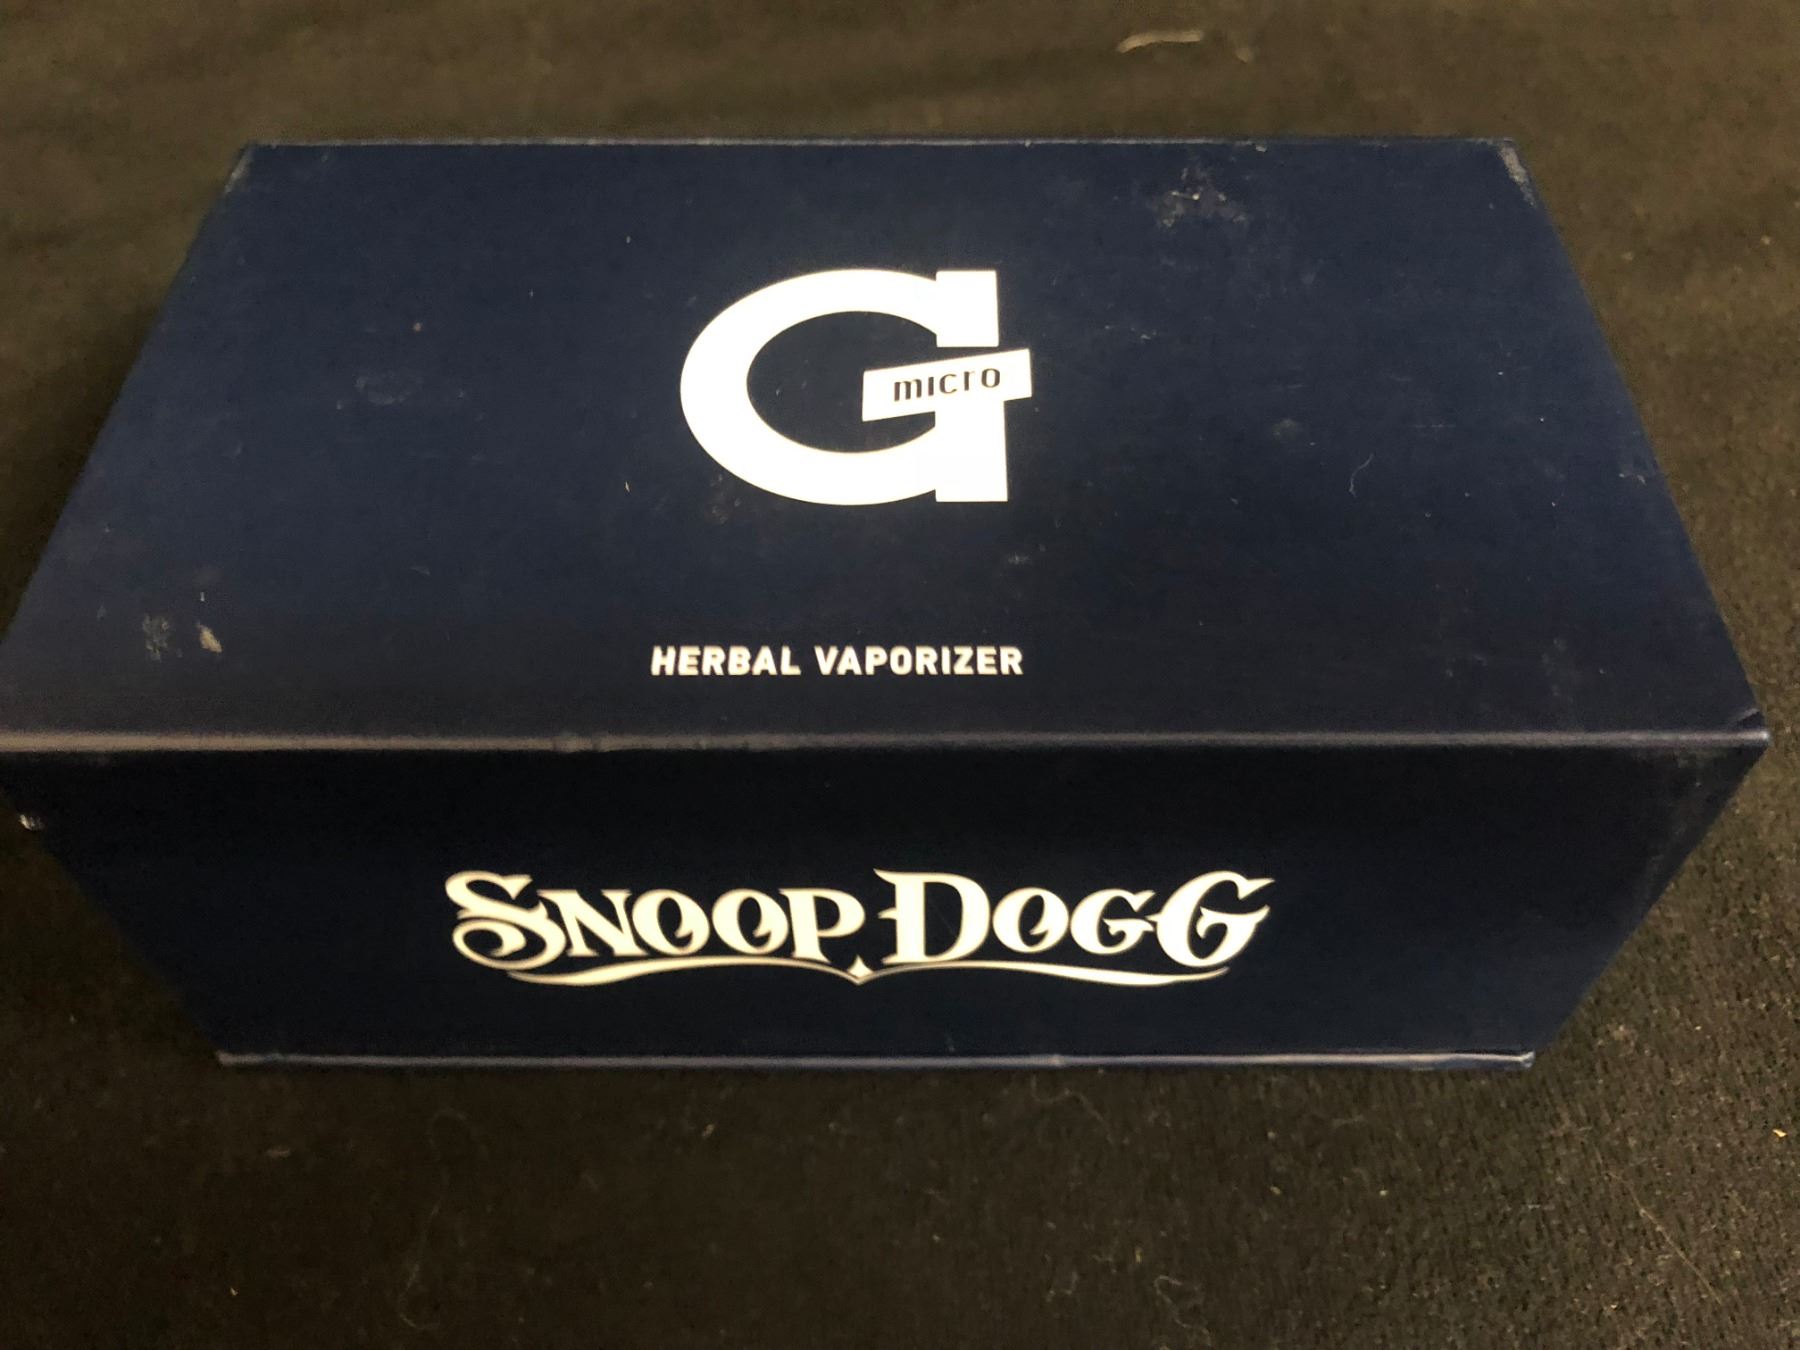 G
micro
HERBAL VAPORIZER
SNOOP DOGG